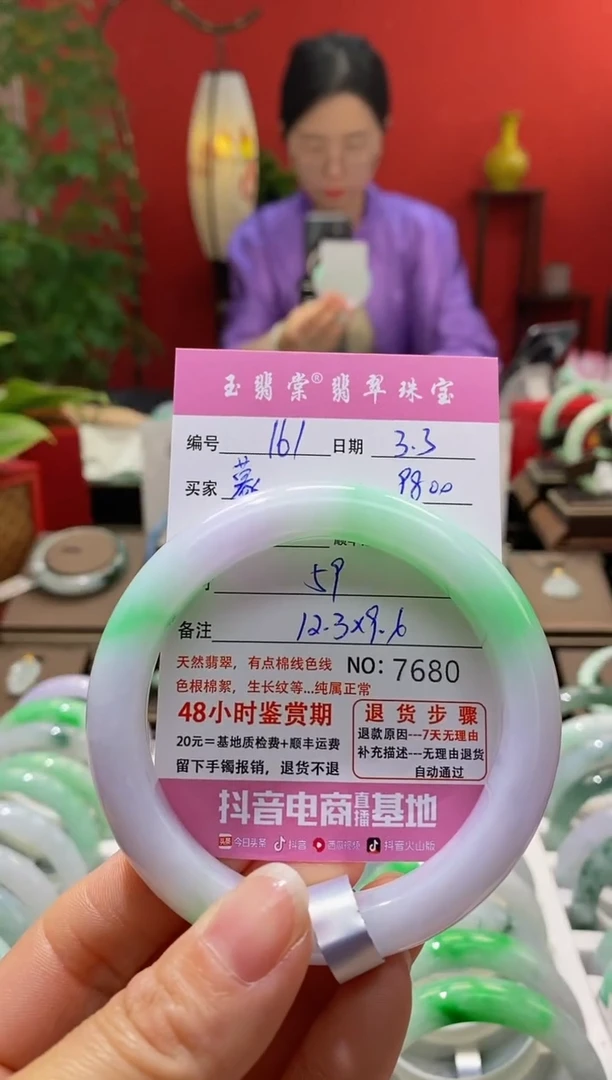 玉翡棠®翡翠珠宝
编号 161 日期 3.3
买家 慕 9800
59
备注 12.3×9.6
天然翡翠，有点棉线色线 NO: 7680
色根棉絮，生长纹等...纯属正常
48小时鉴赏期
20元=基地质检费+顺丰运费
留下手镯报销，退货不退
退货步骤
退款原因---7天无理由
补充描述---无理由退货
自动通过
抖音电商直播基地
今日头条 抖音 西瓜视频 抖音火山版